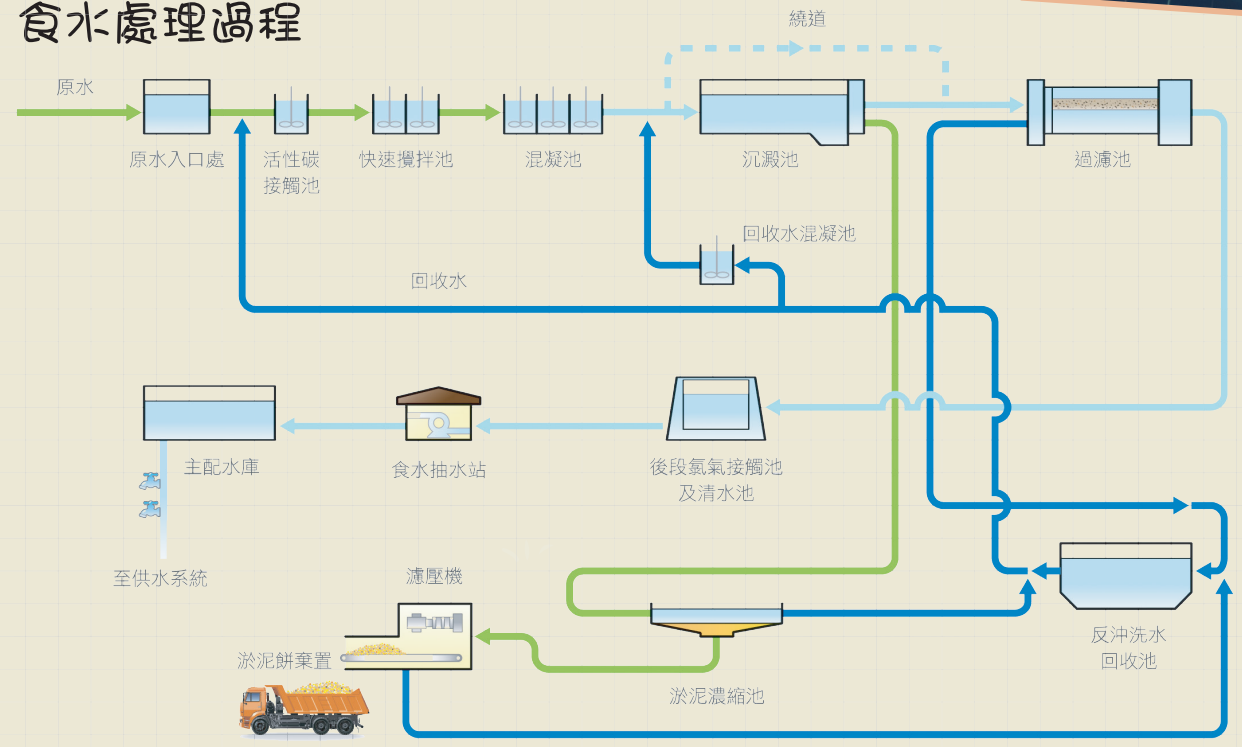 食水處理過程
繞道
原水
原水入口處
活性碳
接觸池
快速攪拌池
混凝池
沉澱池
過濾池
回收水混凝池
回收水
主配水庫
食水抽水站
後段氯氣接觸池
及清水池
至供水系統
濾壓機
淤泥餅棄置
淤泥濃縮池
反沖洗水
回收池